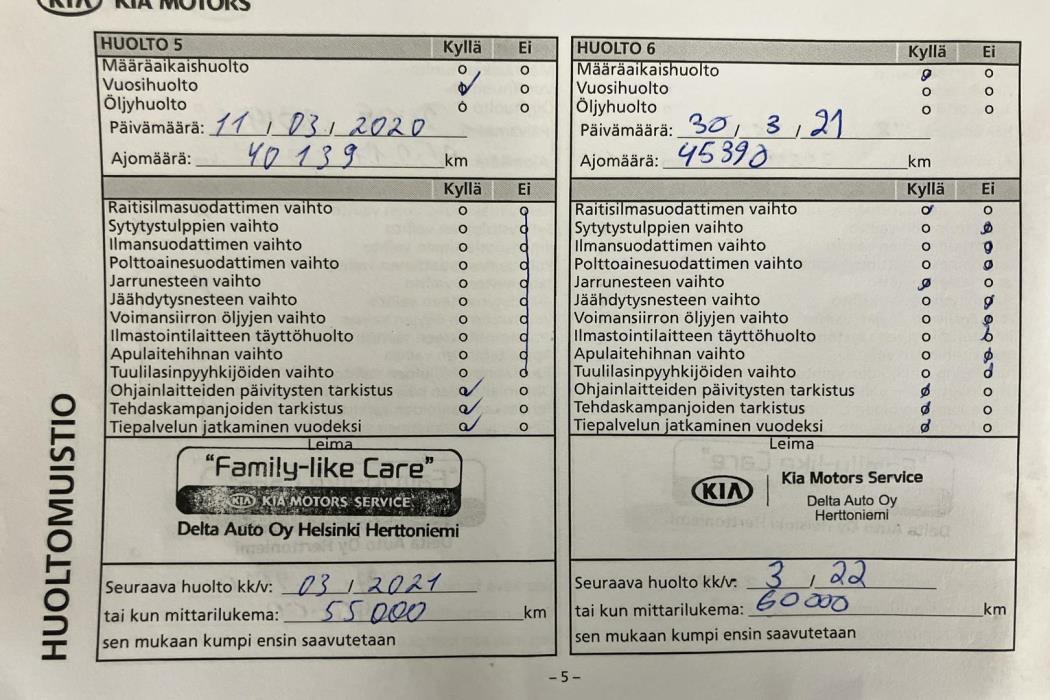 KIA KIA MOTORS
HUOLTOMUISTIO
HUOLTO 5 Kyllä Ei
Määräaikaishuolto
Vuosihuolto
Öljyhuolto
Päivämäärä: 11 / 03 / 2020
Ajomäärä: 40 139 km
Kyllä Ei
Raitisilmasuodattimen vaihto
Sytytystulppien vaihto
Ilmansuodattimen vaihto
Polttoainesuodattimen vaihto
Jarrunesteen vaihto
Jäähdytysnesteen vaihto
Voimansiirron öljyjen vaihto
Ilmastointilaitteen täyttöhuolto
Apulaitehihnan vaihto
Tuulilasinpyyhkijöiden vaihto
Ohjainlaitteiden päivitysten tarkistus
Tehdaskampanjoiden tarkistus
Tiepalvelun jatkaminen vuodeksi
Leima
"Family-like Care"
KIA KIA MOTORS SERVICE
Delta Auto Oy Helsinki Herttoniemi
Seuraava huolto kk/v: 03 / 2021
tai kun mittarilukema: 55 000 km
sen mukaan kumpi ensin saavutetaan
HUOLTO 6 Kyllä Ei
Määräaikaishuolto
Vuosihuolto
Öljyhuolto
Päivämäärä: 30 / 3 / 21
Ajomäärä: 45390 km
Kyllä Ei
Raitisilmasuodattimen vaihto
Sytytystulppien vaihto
Ilmansuodattimen vaihto
Polttoainesuodattimen vaihto
Jarrunesteen vaihto
Jäähdytysnesteen vaihto
Voimansiirron öljyjen vaihto
Ilmastointilaitteen täyttöhuolto
Apulaitehihnan vaihto
Tuulilasinpyyhkijöiden vaihto
Ohjainlaitteiden päivitysten tarkistus
Tehdaskampanjoiden tarkistus
Tiepalvelun jatkaminen vuodeksi
Leima
KIA Kia Motors Service
Delta Auto Oy
Herttoniemi
Seuraava huolto kk/v: 3 / 22
tai kun mittarilukema: 60 000 km
sen mukaan kumpi ensin saavutetaan
– 5 –